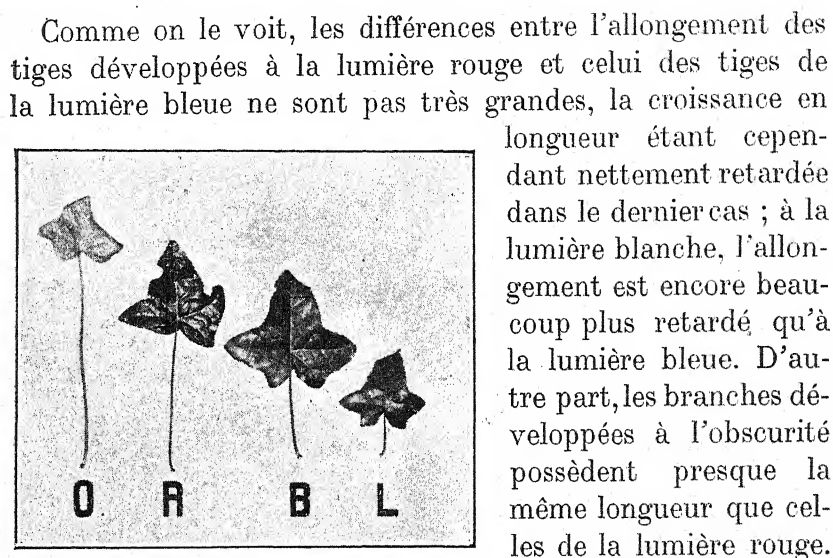 Comme on le voit, les différences entre l'allongement des
tiges développées à la lumière rouge et celui des tiges de
la lumière bleue ne sont pas très grandes, la croissance en
longueur étant cepen-
dant nettement retardée
dans le dernier cas ; à la
lumière blanche, l'allon-
gement est encore beau-
coup plus retardé qu'à
la lumière bleue. D'au-
tre part, les branches dé-
veloppées à l'obscurité
possèdent presque la
même longueur que cel-
les de la lumière rouge.
O R B L